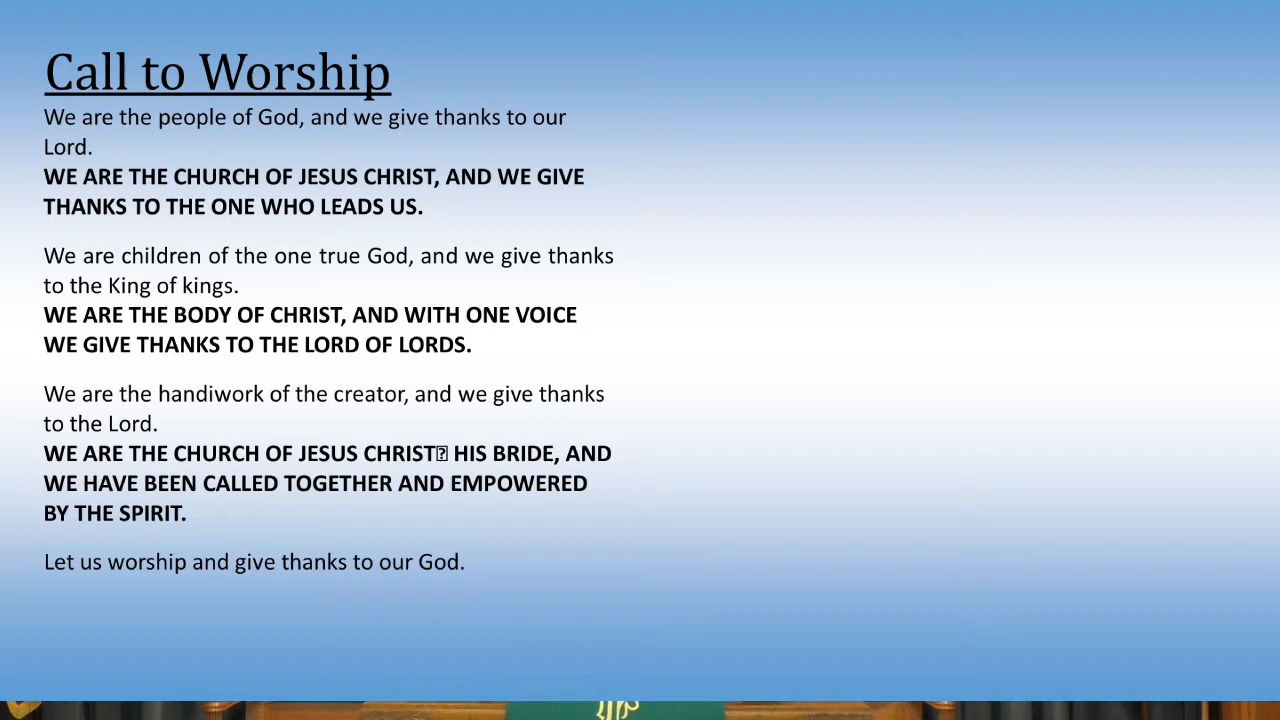 Call to Worship
We are the people of God, and we give thanks to our
Lord.
WE ARE THE CHURCH OF JESUS CHRIST, AND WE GIVE
THANKS TO THE ONE WHO LEADS US.
We are children of the one true God, and we give thanks
to the King of kings.
WE ARE THE BODY OF CHRIST, AND WITH ONE VOICE
WE GIVE THANKS TO THE LORD OF LORDS.
We are the handiwork of the creator, and we give thanks
to the Lord.
WE ARE THE CHURCH OF JESUS CHRIST⍰ HIS BRIDE, AND
WE HAVE BEEN CALLED TOGETHER AND EMPOWERED
BY THE SPIRIT.
Let us worship and give thanks to our God.